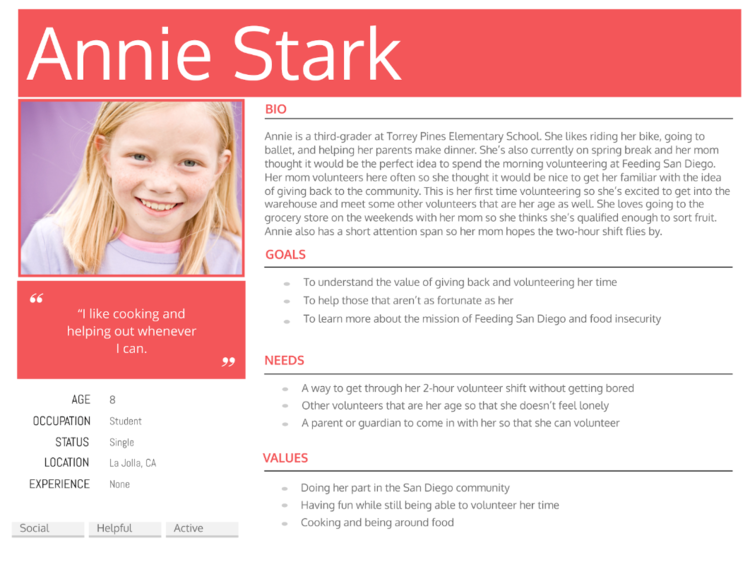 Annie Stark
BIO
Annie is a third-grader at Torrey Pines Elementary School. She likes riding her bike, going to
ballet, and helping her parents make dinner. She's also currently on spring break and her mom
thought it would be the perfect idea to spend the morning volunteering at Feeding San Diego.
Her mom volunteers here often so she thought it would be nice to get her familiar with the idea
of giving back to the community. This is her first time volunteering so she's excited to get into the
warehouse and meet some other volunteers that are her age as well. She loves going to the
grocery store on the weekends with her mom so she thinks she's qualified enough to sort fruit.
Annie also has a short attention span so her mom hopes the two-hour shift flies by.
GOALS
To understand the value of giving back and volunteering her time
To help those that aren't as fortunate as her
To learn more about the mission of Feeding San Diego and food insecurity
“
“I like cooking and
helping out whenever
I can.
”
NEEDS
A way to get through her 2-hour volunteer shift without getting bored
Other volunteers that are her age so that she doesn't feel lonely
A parent or guardian to come in with her so that she can volunteer
AGE 8
OCCUPATION Student
STATUS Single
LOCATION La Jolla, CA
EXPERIENCE None
VALUES
Doing her part in the San Diego community
Having fun while still being able to volunteer her time
Cooking and being around food
Social Helpful Active